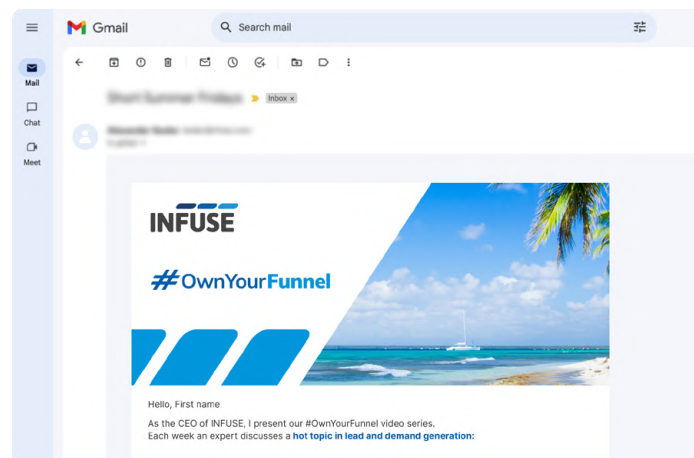 Gmail
Search mail
Mail
Inbox x
Chat
Meet
INFUSE
#OwnYourFunnel
Hello, First name
As the CEO of INFUSE, I present our #OwnYourFunnel video series.
Each week an expert discusses a hot topic in lead and demand generation: